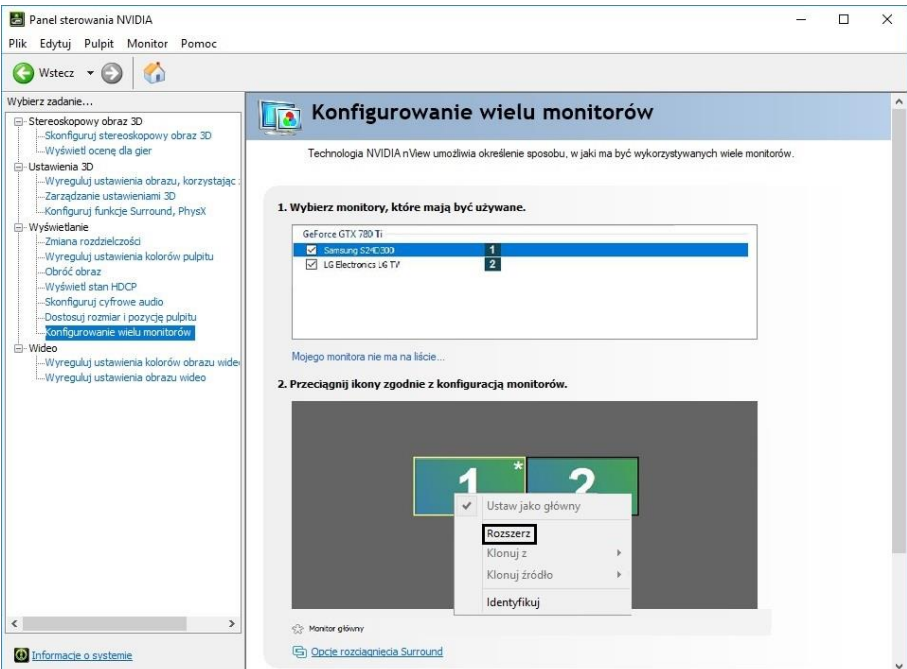 Panel sterowania NVIDIA
Plik Edytuj Pulpit Monitor Pomoc
Wstecz
Wybierz zadanie...
Stereoskopowy obraz 3D
Skonfiguruj stereoskopowy obraz 3D
Wyświetl ocenę dla gier
Ustawienia 3D
Wyreguluj ustawienia obrazu, korzystając
Zarządzanie ustawieniami 3D
Konfiguruj funkcje Surround, PhysX
Wyświetlanie
Zmiana rozdzielczości
Wyreguluj ustawienia kolorów pulpitu
Obróć obraz
Wyświetl stan HDCP
Skonfiguruj cyfrowe audio
Dostosuj rozmiar i pozycję pulpitu
Konfigurowanie wielu monitorów
Wideo
Wyreguluj ustawienia kolorów obrazu wide
Wyreguluj ustawienia obrazu wideo
Informacje o systemie
Konfigurowanie wielu monitorów
Technologia NVIDIA nView umożliwia określenie sposobu, w jaki ma być wykorzystywanych wiele monitorów.
1. Wybierz monitory, które mają być używane.
GeForce GTX 780 Ti
Samsung S24D300 1
LG Electronics LG TV 2
Mojego monitora nie ma na liście...
2. Przeciągnij ikony zgodnie z konfiguracją monitorów.
1 * 2
Ustaw jako główny
Rozszerz
Klonuj z
Klonuj źródło
Identyfikuj
Monitor główny
Opcje rozciągnięcia Surround